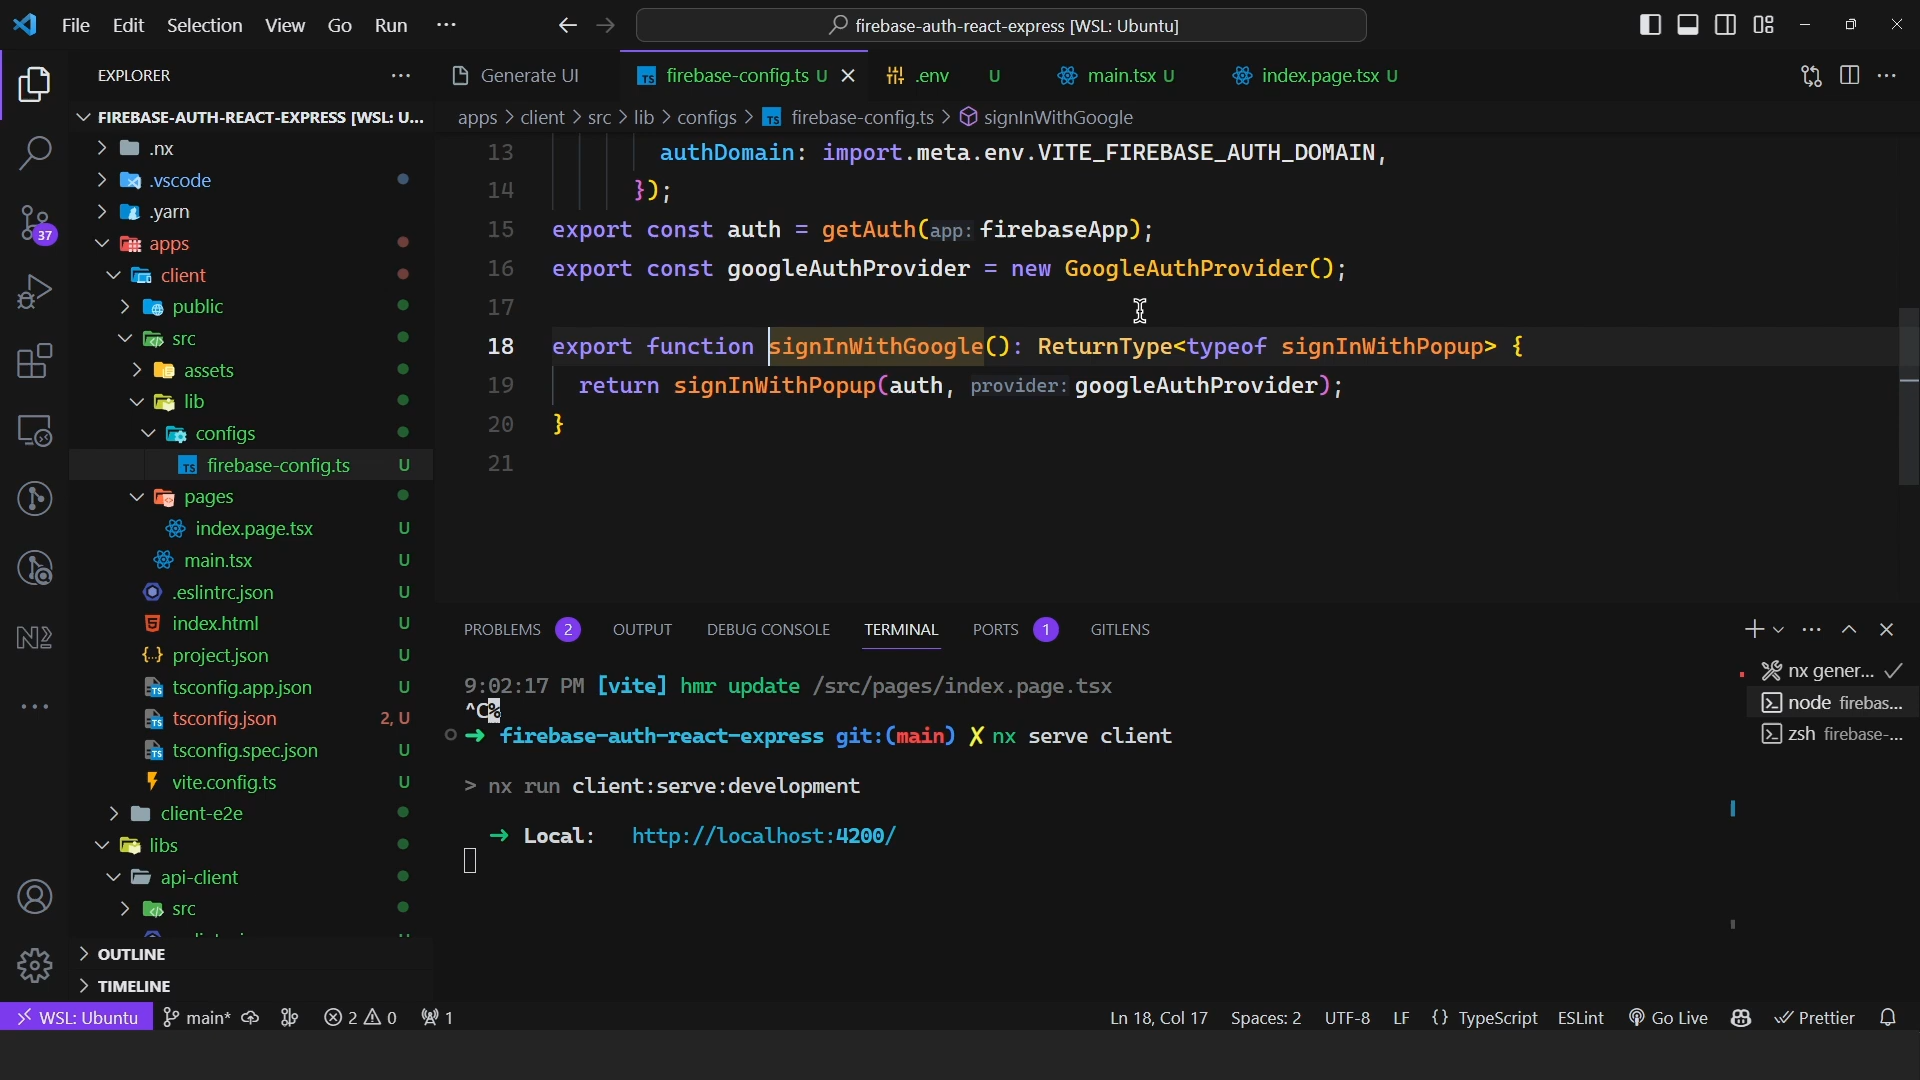 File Edit Selection View Go Run ··· firebase-auth-react-express [WSL: Ubuntu]
EXPLORER ···
Generate UI
firebase-config.ts U
.env U
main.tsx U
index.page.tsx U
apps > client > src > lib > configs > firebase-config.ts > signInWithGoogle
FIREBASE-AUTH-REACT-EXPRESS [WSL: U...
.nx
.vscode
.yarn
apps
client
public
src
assets
lib
configs
firebase-config.ts U
pages
index.page.tsx U
main.tsx U
.eslintrc.json U
index.html U
project.json U
tsconfig.app.json U
tsconfig.json 2, U
tsconfig.spec.json U
vite.config.ts U
client-e2e
libs
api-client
src
OUTLINE
TIMELINE
37
13 authDomain: import.meta.env.VITE_FIREBASE_AUTH_DOMAIN,
14 });
15 export const auth = getAuth(app: firebaseApp);
16 export const googleAuthProvider = new GoogleAuthProvider();
17
18 export function signInWithGoogle(): ReturnType<typeof signInWithPopup> {
19 return signInWithPopup(auth, provider: googleAuthProvider);
20 }
21
PROBLEMS 2 OUTPUT DEBUG CONSOLE TERMINAL PORTS 1 GITLENS
9:02:17 PM [vite] hmr update /src/pages/index.page.tsx
^C%
➜ firebase-auth-react-express git:(main) ✗ nx serve client
> nx run client:serve:development
➜ Local: http://localhost:4200/
nx gener...
node firebas...
zsh firebase-...
WSL: Ubuntu main* 2 0 1 Ln 18, Col 17 Spaces: 2 UTF-8 LF {} TypeScript ESLint Go Live Prettier